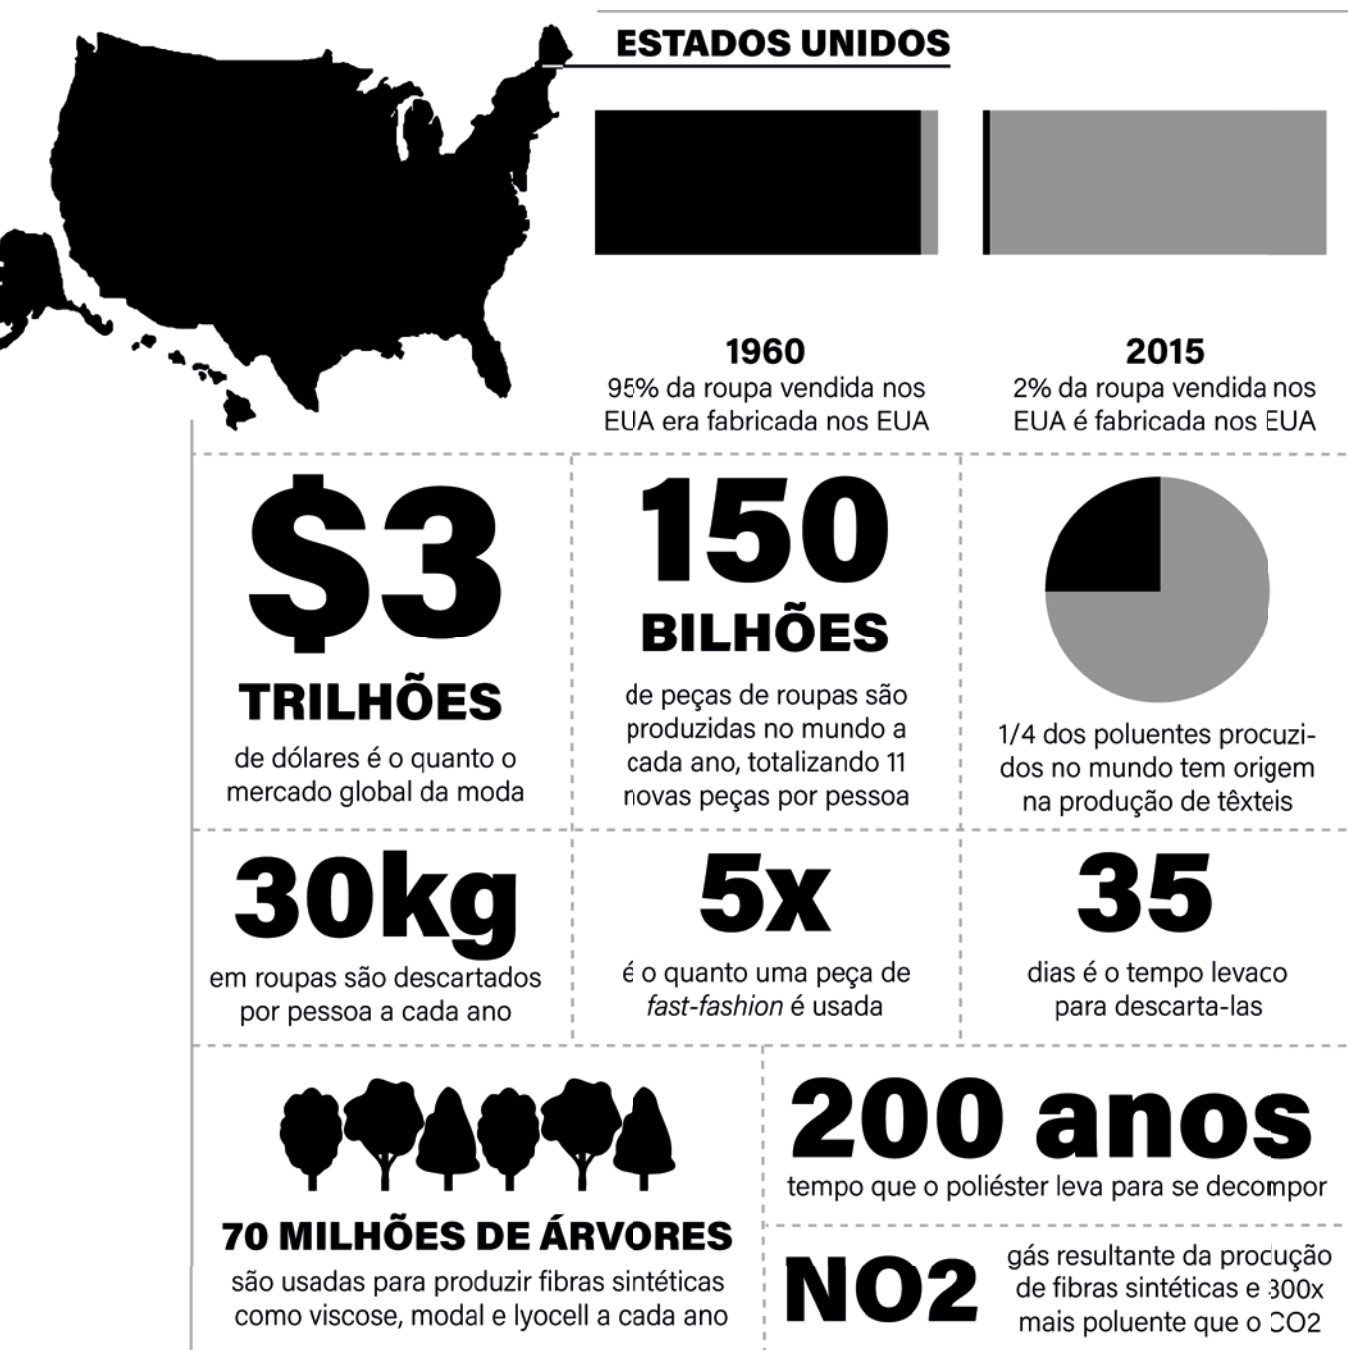 ESTADOS UNIDOS
1960
95% da roupa vendida nos
EUA era fabricada nos EUA
2015
2% da roupa vendida nos
EUA é fabricada nos EUA
$3
TRILHÕES
de dólares é o quanto o
mercado global da moda
150
BILHÕES
de peças de roupas são
produzidas no mundo a
cada ano, totalizando 11
novas peças por pessoa
1/4 dos poluentes procuzi-
dos no mundo tem origem
na produção de têxteis
30kg
em roupas são descartados
por pessoa a cada ano
5x
é o quanto uma peça de
fast-fashion é usada
35
dias é o tempo levaco
para descarta-las
70 MILHÕES DE ÁRVORES
são usadas para produzir fibras sintéticas
como viscose, modal e lyocell a cada ano
200 anos
tempo que o poliéster leva para se decompor
NO2
gás resultante da produção
de fibras sintéticas e 300x
mais poluente que o CO2